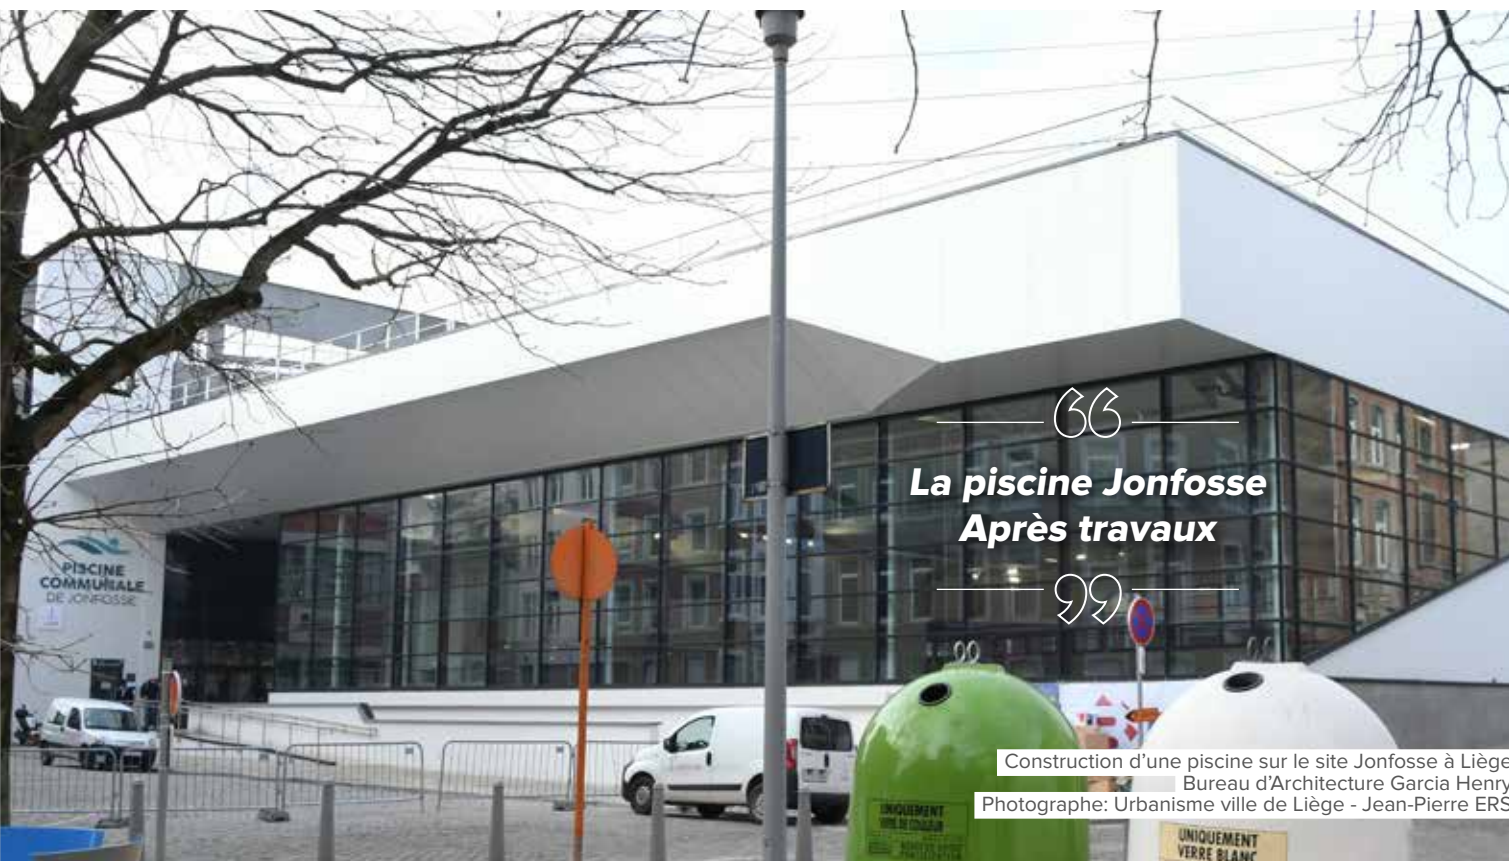 La piscine Jonfosse
Après travaux
PISCINE
COMMUNALE
DE JONFOSSE
Construction d’une piscine sur le site Jonfosse à Liège
Bureau d’Architecture Garcia Henry
Photographe: Urbanisme ville de Liège - Jean-Pierre ERS
UNIQUEMENT
VERRE DE COULEUR
UNIQUEMENT
VERRE BLANC